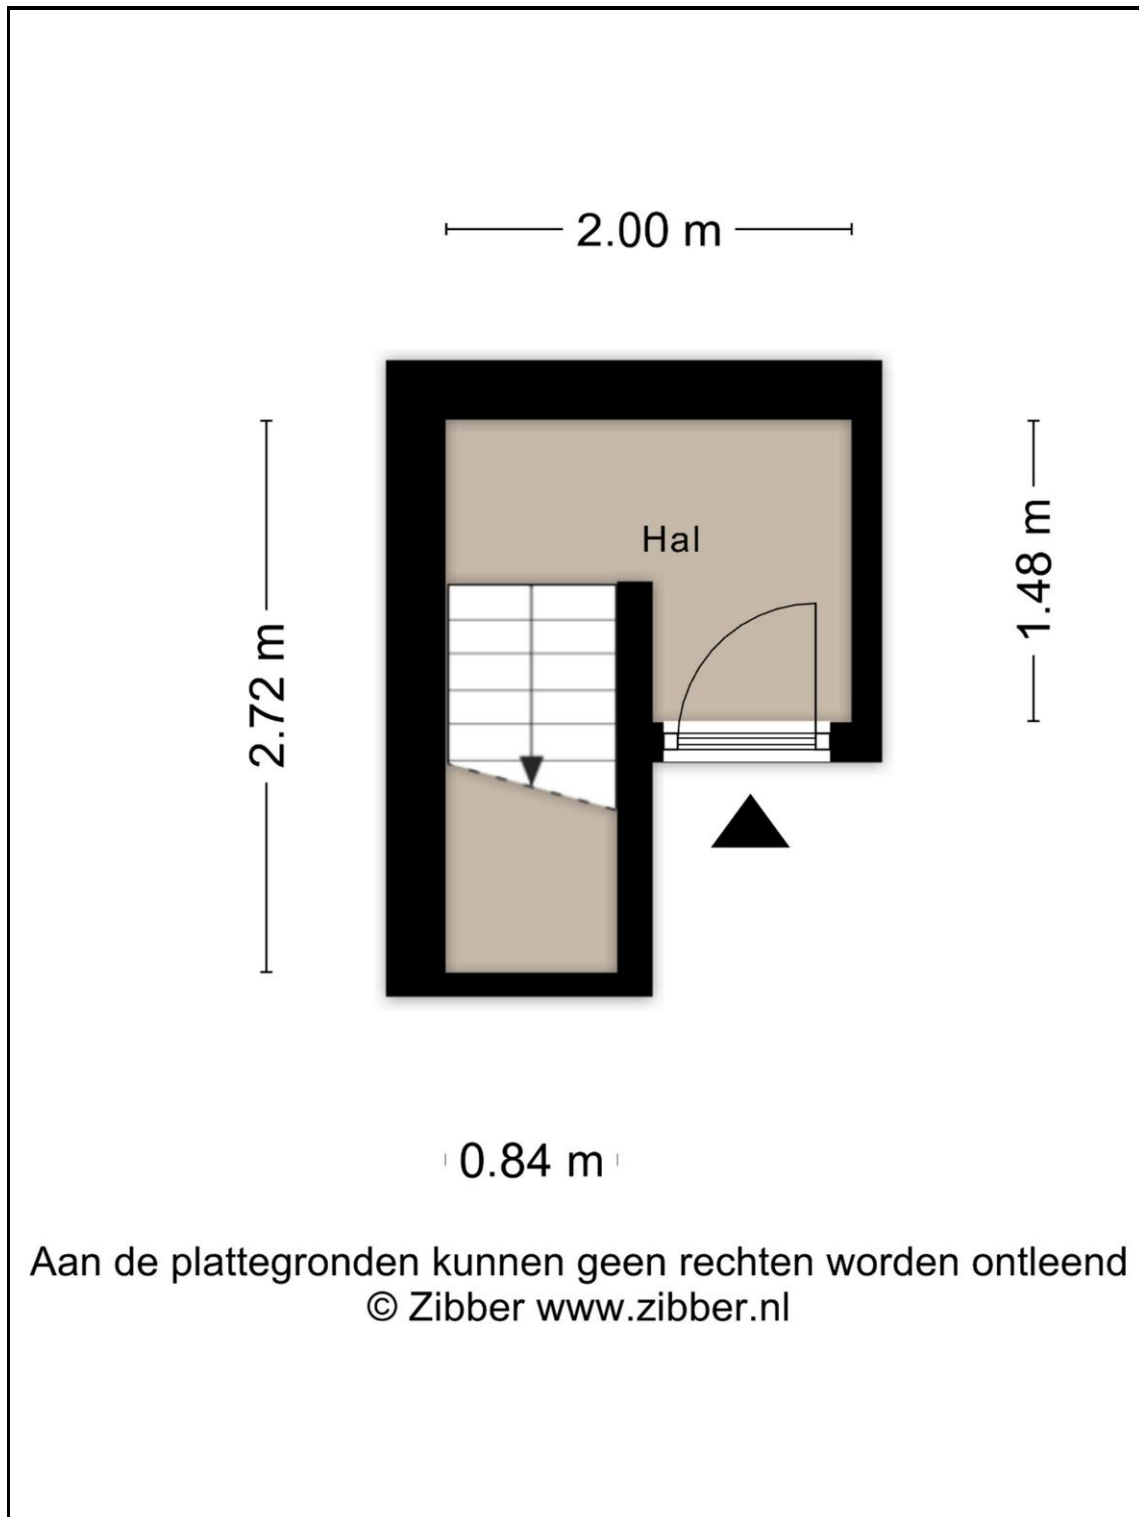 2.00 m
Hal
1.48 m
2.72 m
0.84 m
Aan de plattegronden kunnen geen rechten worden ontleend
© Zibber www.zibber.nl